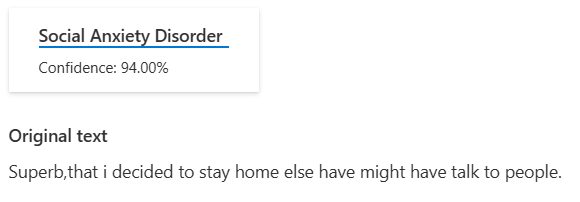 Social Anxiety Disorder
Confidence: 94.00%
Original text
Superb,that i decided to stay home else have might have talk to people.